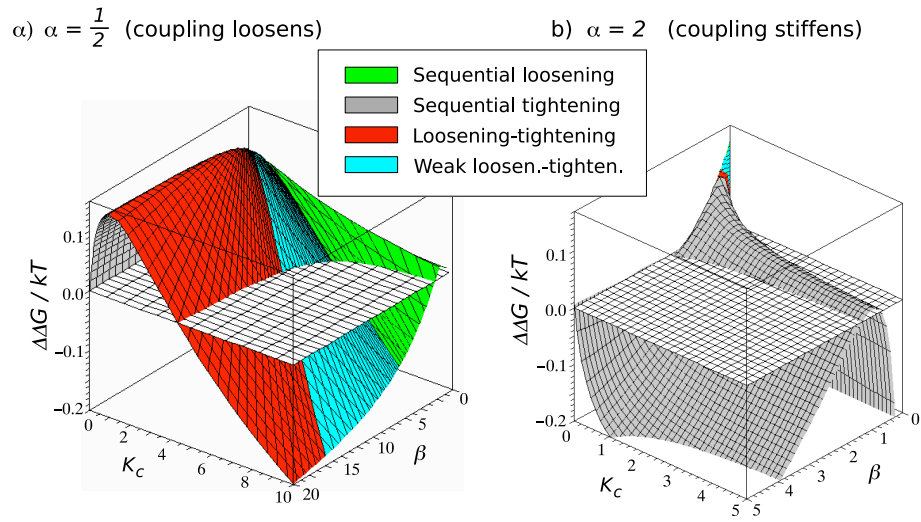 α) α = 1/2 (coupling loosens)
b) α = 2 (coupling stiffens)
Sequential loosening
Sequential tightening
Loosening-tightening
Weak loosen.-tighten.
ΔΔG / kT
0.1
0.0
−0.1
−0.2
0
2
4
6
8
10
K_c
20
15
10
5
0
β
ΔΔG / kT
0.1
0.0
−0.1
−0.2
0
1
2
3
4
5
K_c
5
4
3
2
1
0
β